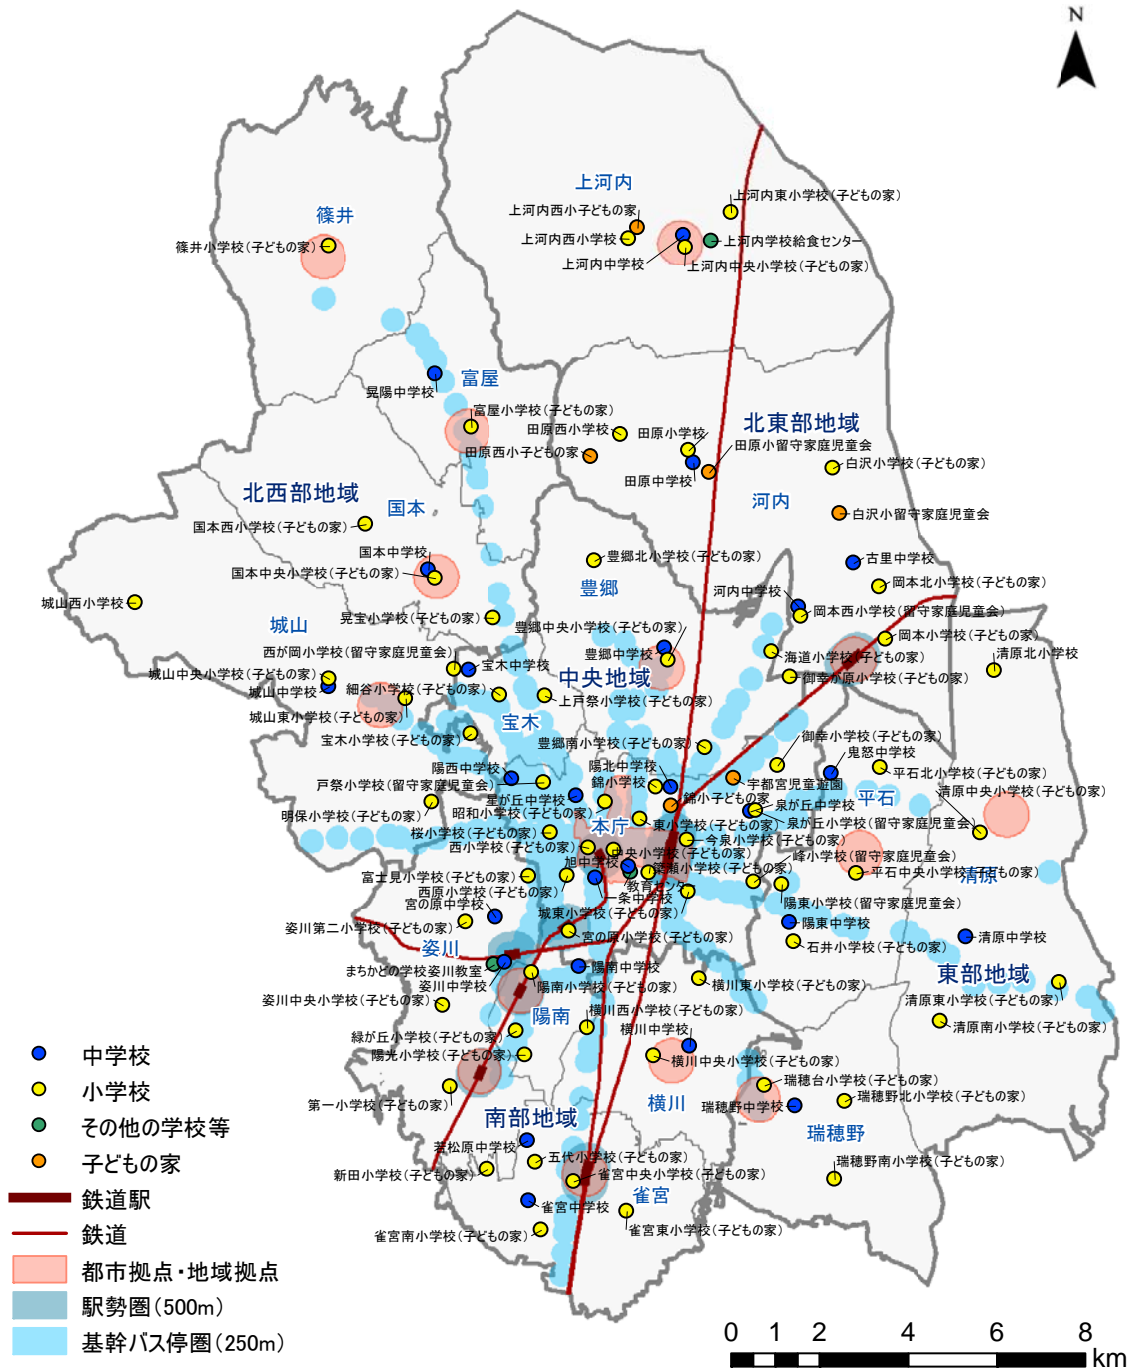 N
上河内
上河内東小学校(子どもの家)
上河内西小子どもの家
篠井
上河内西小学校
上河内学校給食センター
篠井小学校(子どもの家)
上河内中学校
上河内中央小学校(子どもの家)
富屋
晃陽中学校
富屋小学校(子どもの家)
北東部地域
田原西小学校
田原小学校
田原小留守家庭児童会
田原西小子どもの家
白沢小学校(子どもの家)
田原中学校
北西部地域
国本
河内
白沢小留守家庭児童会
国本西小学校(子どもの家)
国本中学校
豊郷北小学校(子どもの家)
古里中学校
国本中央小学校(子どもの家)
豊郷
岡本北小学校(子どもの家)
河内中学校
城山西小学校
岡本西小学校(留守家庭児童会)
晃宝小学校(子どもの家)
城山
豊郷中央小学校(子どもの家)
岡本小学校(子どもの家)
西が岡小学校(留守家庭児童会)
豊郷中学校
海道小学校(子どもの家)
清原北小学校
宝木中学校
城山中央小学校(子どもの家)
中央地域
御幸が原小学校(子どもの家)
城山中学校
細谷小学校(子どもの家)
上戸祭小学校(子どもの家)
城山東小学校(子どもの家)
宝木
宝木小学校(子どもの家)
豊郷南小学校(子どもの家)
御幸小学校(子どもの家)
鬼怒中学校
陽西中学校
陽北中学校
平石北小学校(子どもの家)
戸祭小学校(留守家庭児童会)
錦小学校
宇都宮児童遊園
清原中央小学校(子どもの家)
星が丘中学校
錦小子どもの家
平石
明保小学校(子どもの家)
昭和小学校(子どもの家)
泉が丘中学校
本庁
東小学校(子どもの家)
泉が丘小学校(留守家庭児童会)
桜小学校(子どもの家)
今泉小学校(子どもの家)
西小学校(子どもの家)
中央小学校(子どもの家)
峰小学校(留守家庭児童会)
旭中学校
簗瀬小学校(子どもの家)
平石中央小学校(子どもの家)
清原
富士見小学校(子どもの家)
教育センター
西原小学校(子どもの家)
一条中学校
陽東小学校(留守家庭児童会)
宮の原中学校
城東小学校(子どもの家)
陽東中学校
姿川第二小学校(子どもの家)
宮の原小学校(子どもの家)
清原中学校
姿川
石井小学校(子どもの家)
まちかどの学校姿川教室
陽南中学校
東部地域
姿川中学校
陽南小学校(子どもの家)
横川東小学校(子どもの家)
姿川中央小学校(子どもの家)
清原東小学校(子どもの家)
陽南
横川西小学校(子どもの家)
清原南小学校(子どもの家)
緑が丘小学校(子どもの家)
横川中学校
陽光小学校(子どもの家)
横川中央小学校(子どもの家)
瑞穂台小学校(子どもの家)
第一小学校(子どもの家)
横川
瑞穂野中学校
瑞穂野北小学校(子どもの家)
南部地域
瑞穂野
若松原中学校
五代小学校(子どもの家)
瑞穂野南小学校(子どもの家)
新田小学校(子どもの家)
雀宮中央小学校(子どもの家)
雀宮
雀宮中学校
雀宮南小学校(子どもの家)
雀宮東小学校(子どもの家)
中学校
小学校
その他の学校等
子どもの家
鉄道駅
鉄道
都市拠点・地域拠点
駅勢圏(500m)
基幹バス停圏(250m)
0 1 2 4 6 8
km